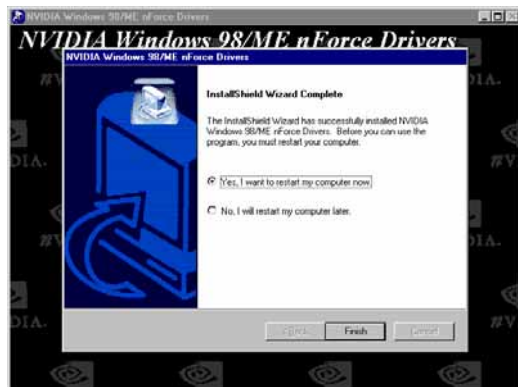 NVIDIA Windows 98/ME nForce Drivers
NVIDIA Windows 98/ME nForce Drivers
NVIDIA Windows 98/ME nForce Drivers
InstallShield Wizard Complete
The InstallShield Wizard has successfully installed NVIDIA
Windows 98/ME nForce Drivers. Before you can use the
program, you must restart your computer.
Yes, I want to restart my computer now.
No, I will restart my computer later.
< Back
Finish
Cancel